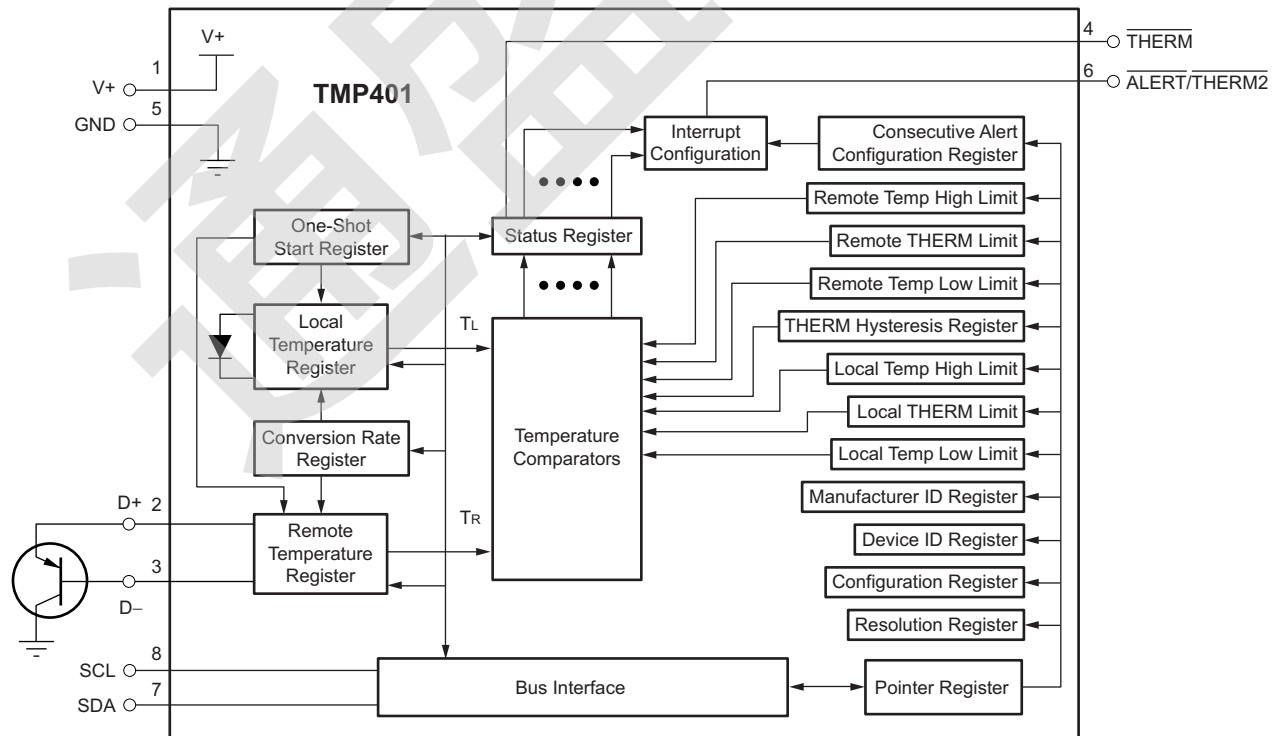 V+
1
V+
5
GND
TMP401
4
THERM
6
ALERT/THERM2
Interrupt
Configuration
Consecutive Alert
Configuration Register
Remote Temp High Limit
One-Shot
Start Register
Status Register
Remote THERM Limit
Remote Temp Low Limit
Local
Temperature
Register
TL
THERM Hysteresis Register
Local Temp High Limit
Local THERM Limit
Conversion Rate
Register
Temperature
Comparators
Local Temp Low Limit
Manufacturer ID Register
D+
2
Remote
Temperature
Register
TR
Device ID Register
3
D–
Configuration Register
Resolution Register
8
SCL
7
SDA
Bus Interface
Pointer Register